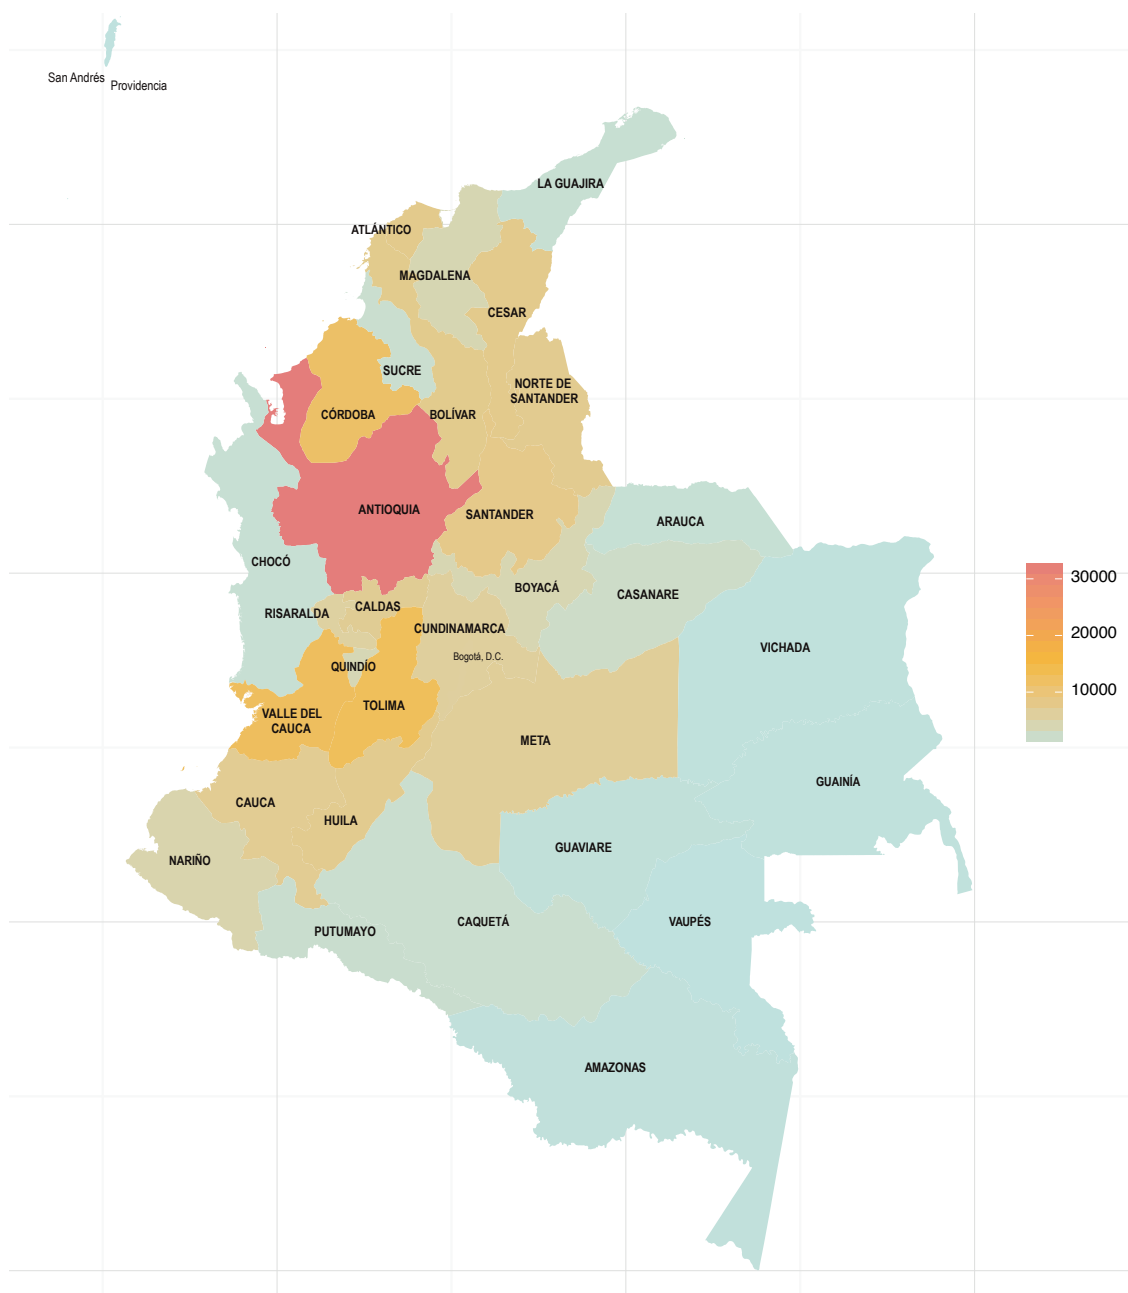 San Andrés
Providencia
LA GUAJIRA
ATLÁNTICO
MAGDALENA
CESAR
SUCRE
NORTE DE
SANTANDER
CÓRDOBA
BOLÍVAR
ANTIOQUIA
SANTANDER
ARAUCA
CHOCÓ
BOYACÁ
CASANARE
30000
RISARALDA
CALDAS
CUNDINAMARCA
20000
Bogotá, D.C.
VICHADA
QUINDÍO
10000
TOLIMA
VALLE DEL
CAUCA
META
GUAINÍA
CAUCA
HUILA
GUAVIARE
NARIÑO
PUTUMAYO
CAQUETÁ
VAUPÉS
AMAZONAS